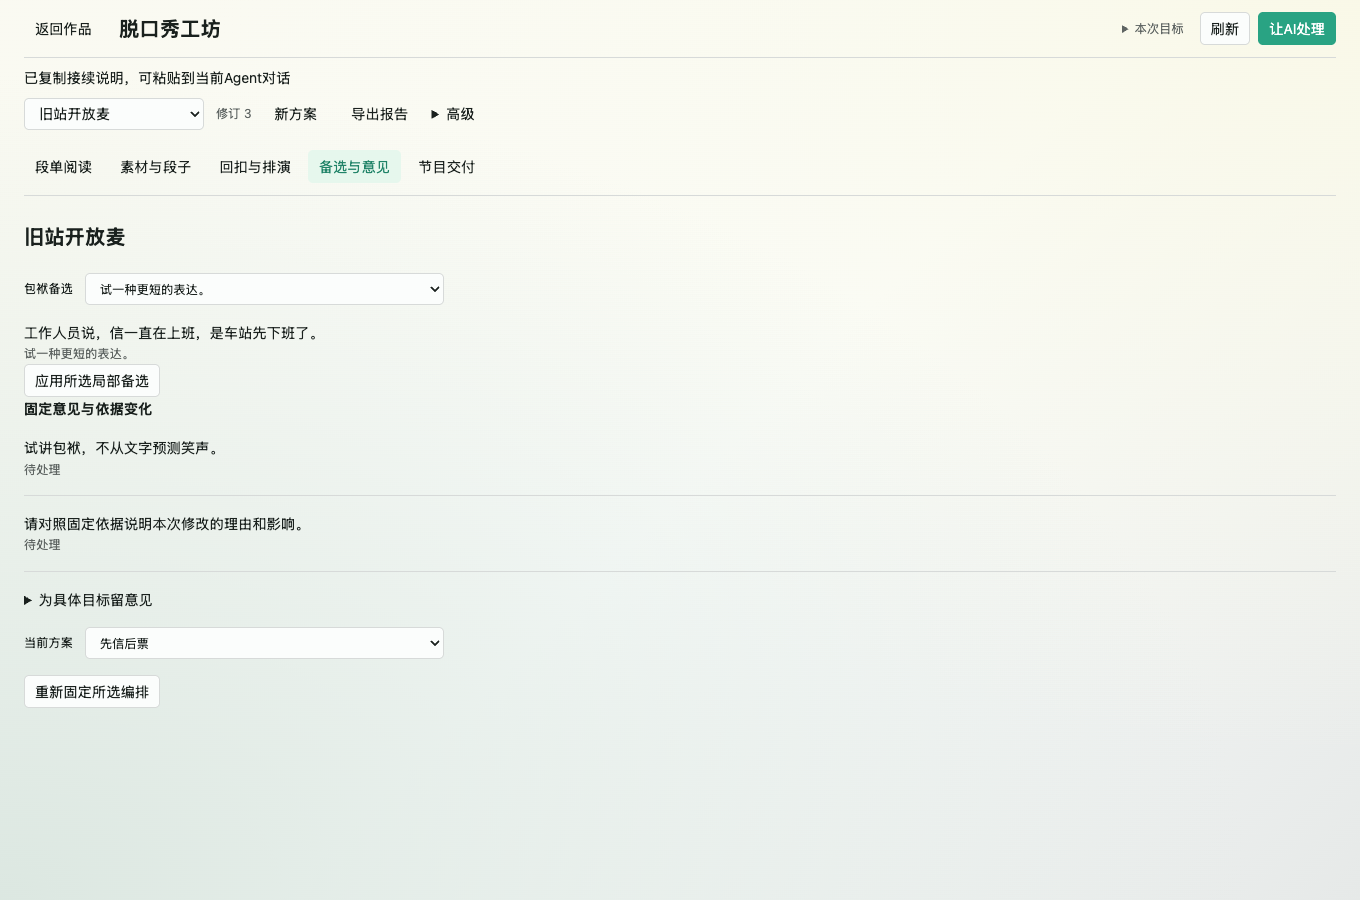 返回作品 脱口秀工坊 ▶ 本次目标 刷新 让AI处理
已复制接续说明，可粘贴到当前Agent对话
旧站开放麦 修订 3 新方案 导出报告 ▶ 高级
段单阅读 素材与段子 回扣与排演 备选与意见 节目交付
旧站开放麦
包袱备选 试一种更短的表达。
工作人员说，信一直在上班，是车站先下班了。
试一种更短的表达。
应用所选局部备选
固定意见与依据变化
试讲包袱，不从文字预测笑声。
待处理
请对照固定依据说明本次修改的理由和影响。
待处理
▶ 为具体目标留意见
当前方案 先信后票
重新固定所选编排